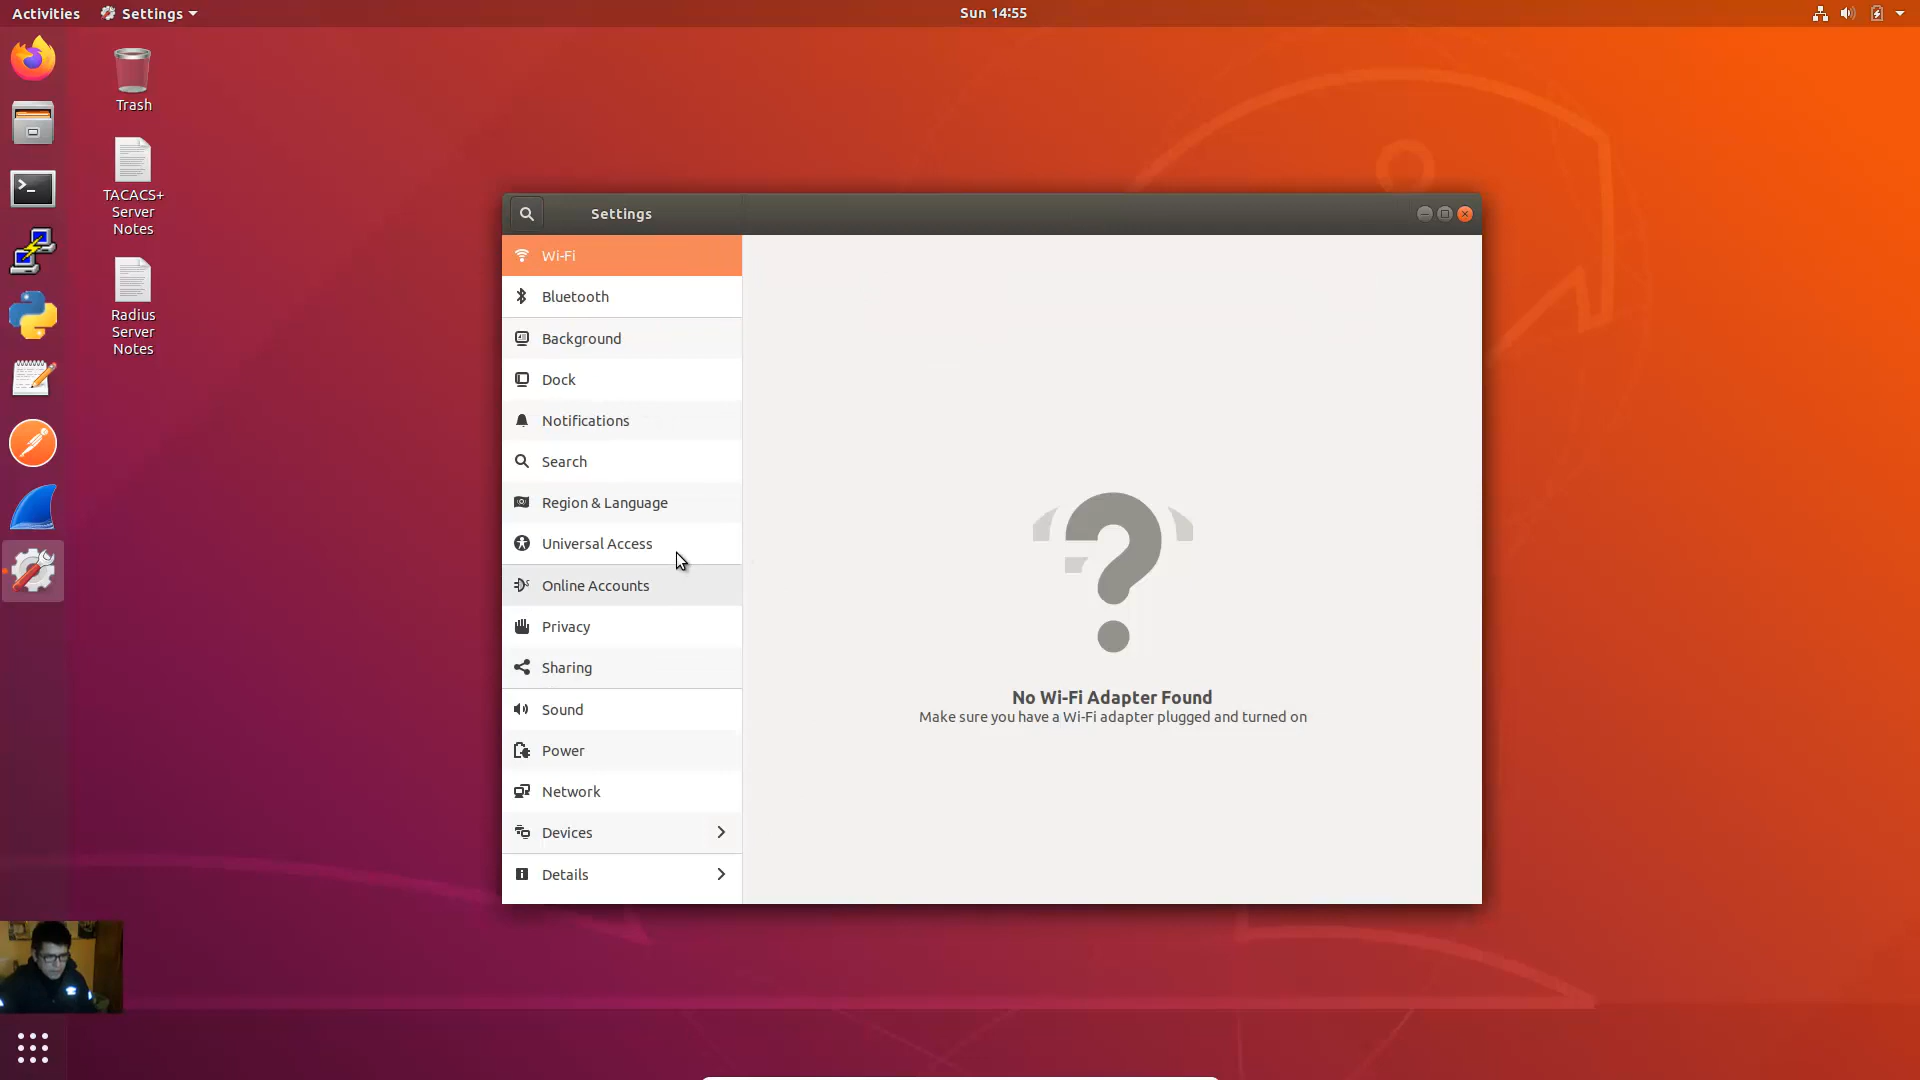 Activities
Settings
Sun 14:55
Trash
TACACS+
Server
Notes
Radius
Server
Notes
Settings
Wi-Fi
Bluetooth
Background
Dock
Notifications
Search
Region & Language
Universal Access
Online Accounts
Privacy
Sharing
Sound
Power
Network
Devices
Details
No Wi-Fi Adapter Found
Make sure you have a Wi-Fi adapter plugged and turned on